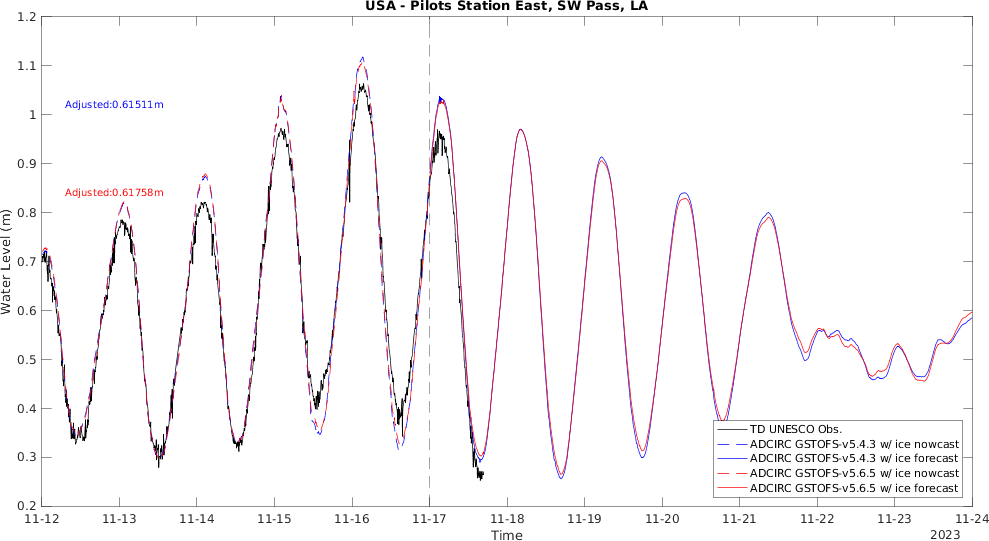 USA - Pilots Station East, SW Pass, LA
1.2
1.1
1
0.9
0.8
0.7
0.6
0.5
0.4
0.3
0.2
Water Level (m)
Adjusted:0.61511m
Adjusted:0.61758m
TD UNESCO Obs.
ADCIRC GSTOFS-v5.4.3 w/ ice nowcast
ADCIRC GSTOFS-v5.4.3 w/ ice forecast
ADCIRC GSTOFS-v5.6.5 w/ ice nowcast
ADCIRC GSTOFS-v5.6.5 w/ ice forecast
11-12 11-13 11-14 11-15 11-16 11-17 11-18 11-19 11-20 11-21 11-22 11-23 11-24
Time
2023